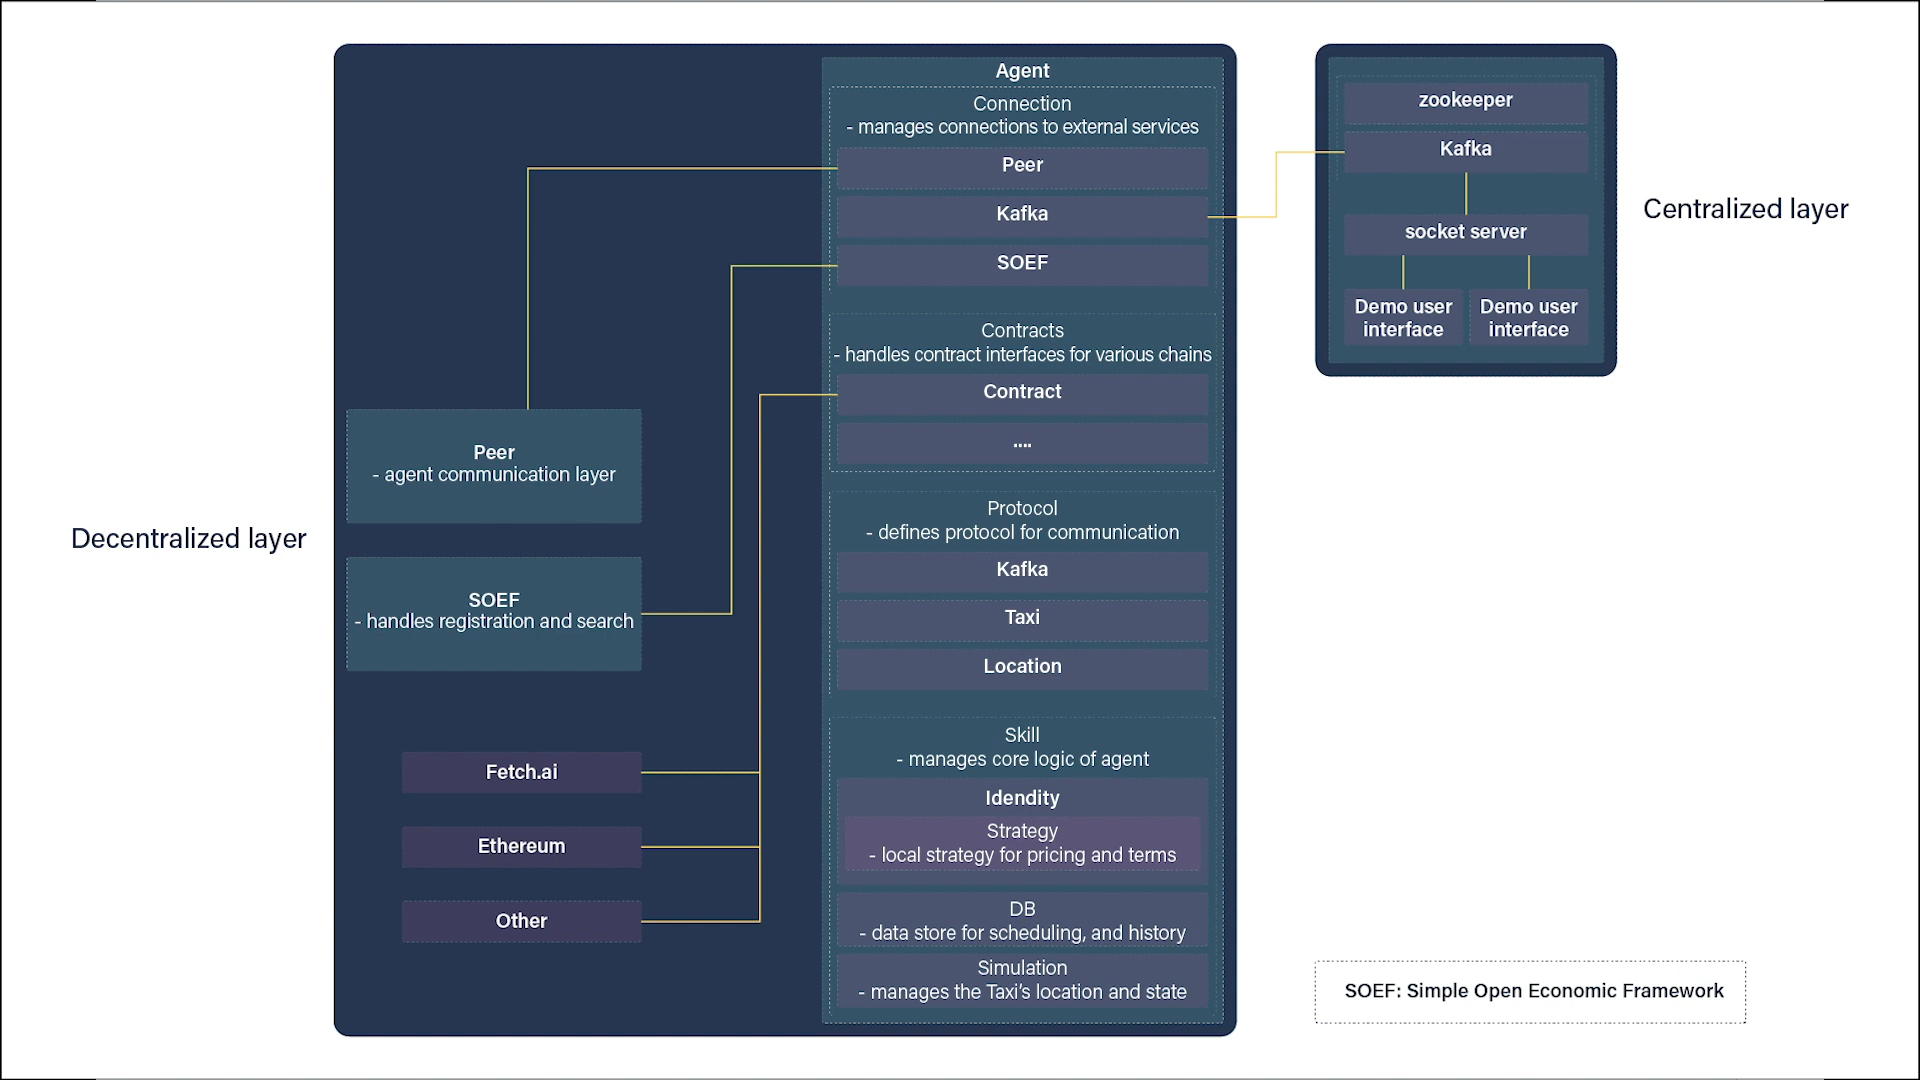 Decentralized layer
Peer
- agent communication layer
SOEF
- handles registration and search
Fetch.ai
Ethereum
Other
Agent
Connection
- manages connections to external services
Peer
Kafka
SOEF
Contracts
- handles contract interfaces for various chains
Contract
....
Protocol
- defines protocol for communication
Kafka
Taxi
Location
Skill
- manages core logic of agent
Idendity
Strategy
- local strategy for pricing and terms
DB
- data store for scheduling, and history
Simulation
- manages the Taxi's location and state
zookeeper
Kafka
socket server
Demo user
interface
Demo user
interface
Centralized layer
SOEF: Simple Open Economic Framework